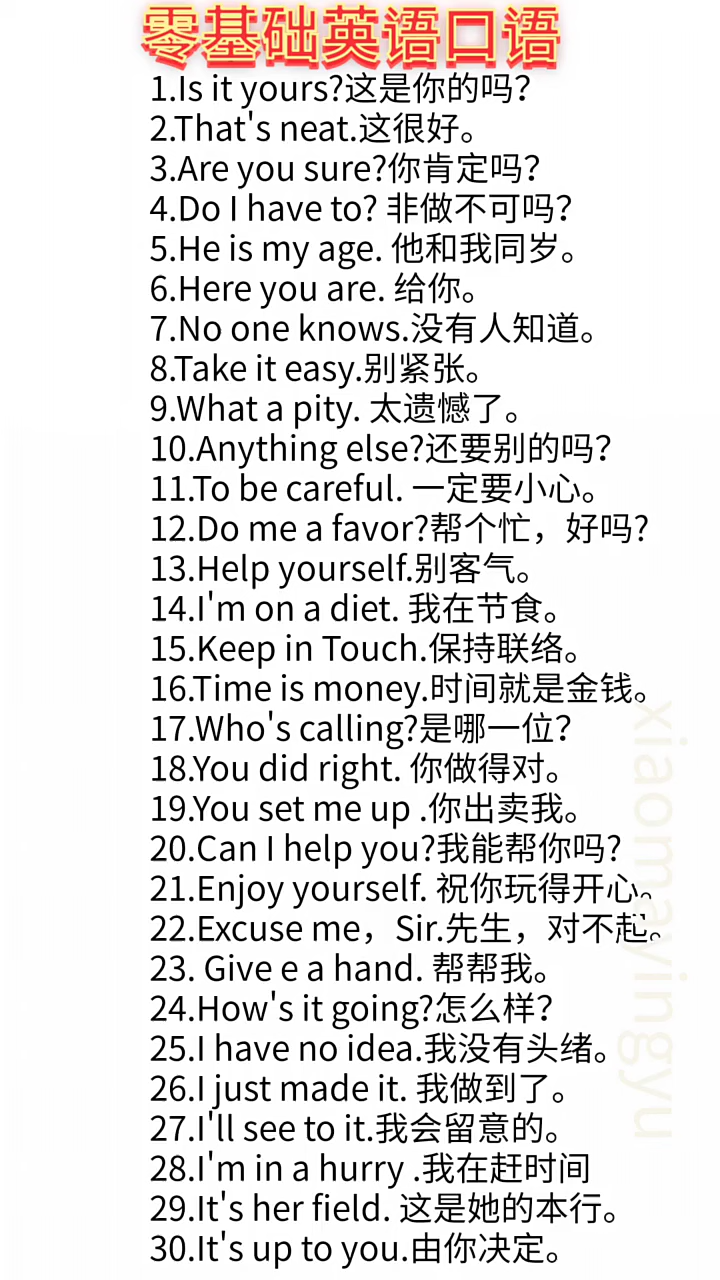 零基础英语口语
1.Is it yours?这是你的吗?
2.That's neat.这很好。
3.Are you sure?你肯定吗?
4.Do I have to? 非做不可吗?
5.He is my age. 他和我同岁。
6.Here you are. 给你。
7.No one knows.没有人知道。
8.Take it easy.别紧张。
9.What a pity. 太遗憾了。
10.Anything else?还要别的吗?
11.To be careful. 一定要小心。
12.Do me a favor?帮个忙，好吗?
13.Help yourself.别客气。
14.I'm on a diet. 我在节食。
15.Keep in Touch.保持联络。
16.Time is money.时间就是金钱。
17.Who's calling?是哪一位?
18.You did right. 你做得对。
19.You set me up .你出卖我。
20.Can I help you?我能帮你吗?
21.Enjoy yourself. 祝你玩得开心。
22.Excuse me，Sir.先生，对不起。
23. Give e a hand. 帮帮我。
24.How's it going?怎么样?
25.I have no idea.我没有头绪。
26.I just made it. 我做到了。
27.I'll see to it.我会留意的。
28.I'm in a hurry .我在赶时间
29.It's her field. 这是她的本行。
30.It's up to you.由你决定。
xiaomayingyu